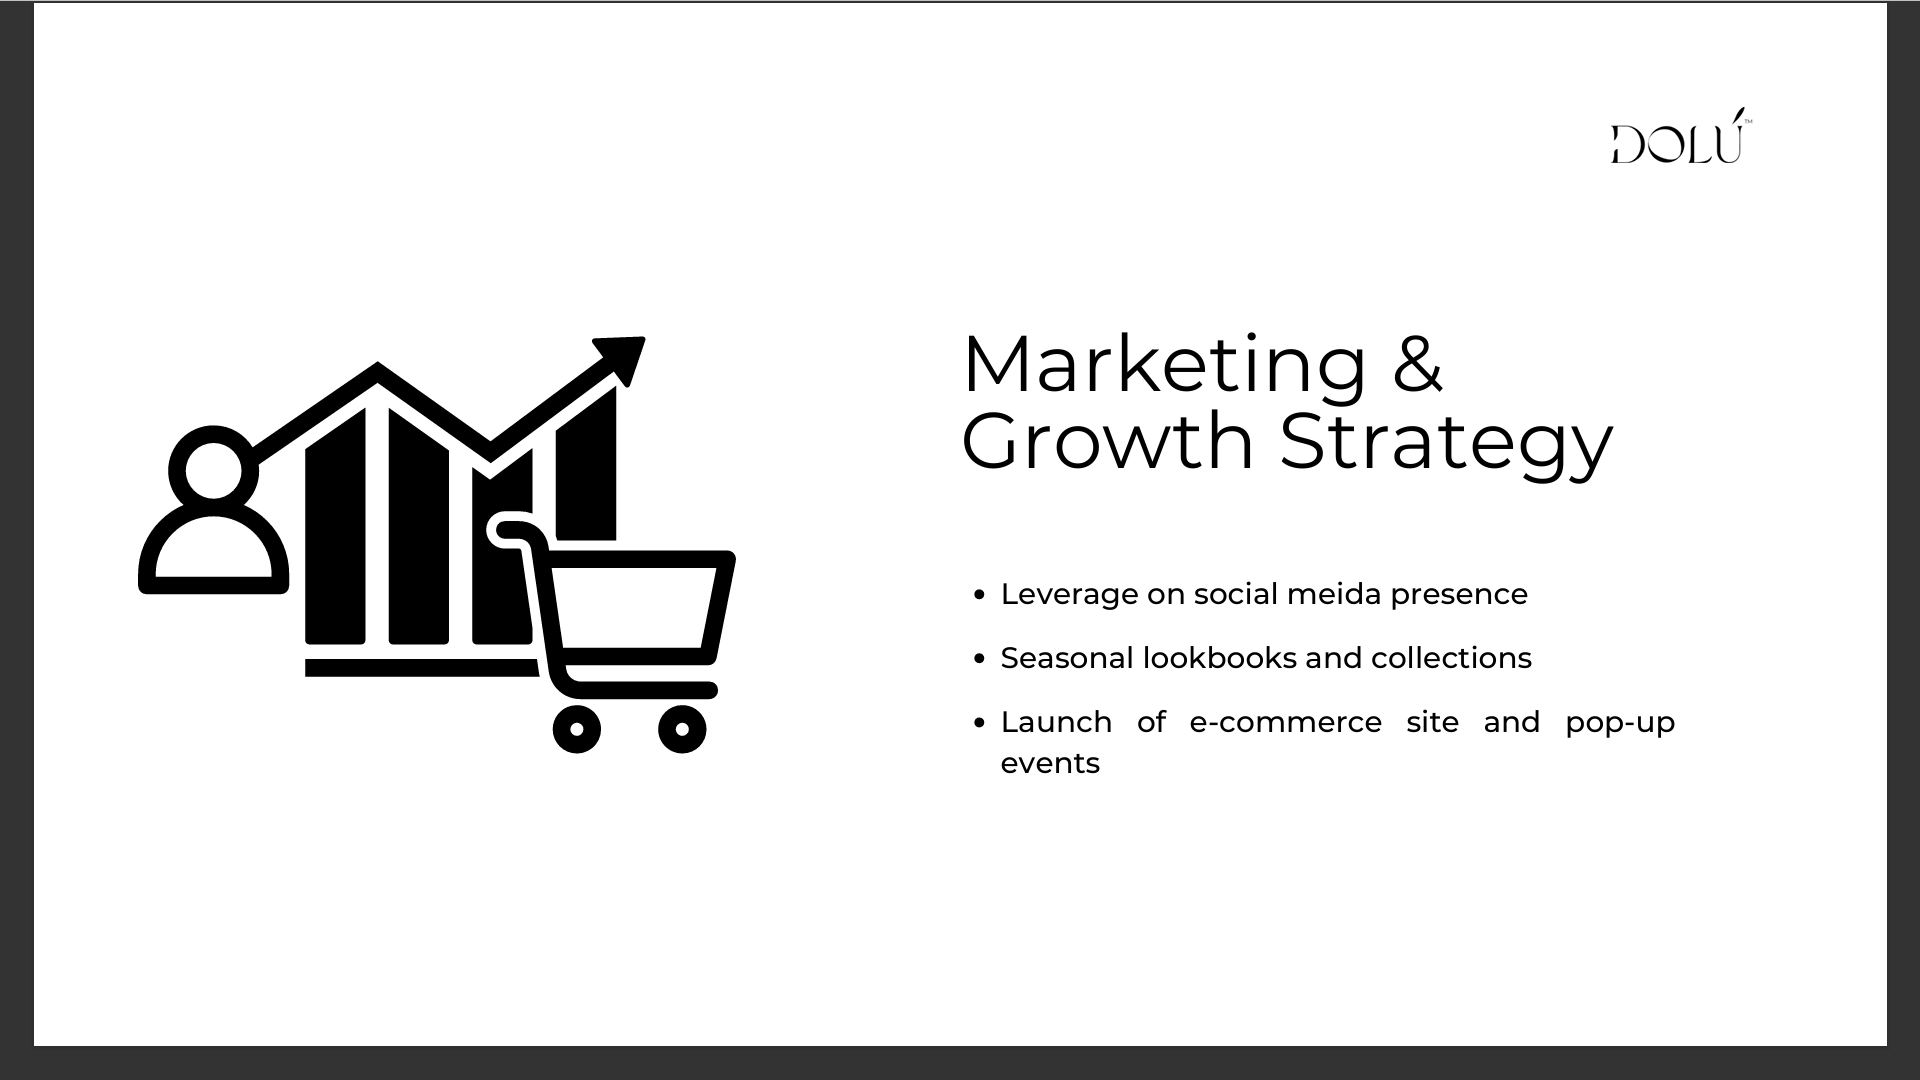 DOLÚ™
Marketing &
Growth Strategy
• Leverage on social meida presence
• Seasonal lookbooks and collections
• Launch of e-commerce site and pop-up
events